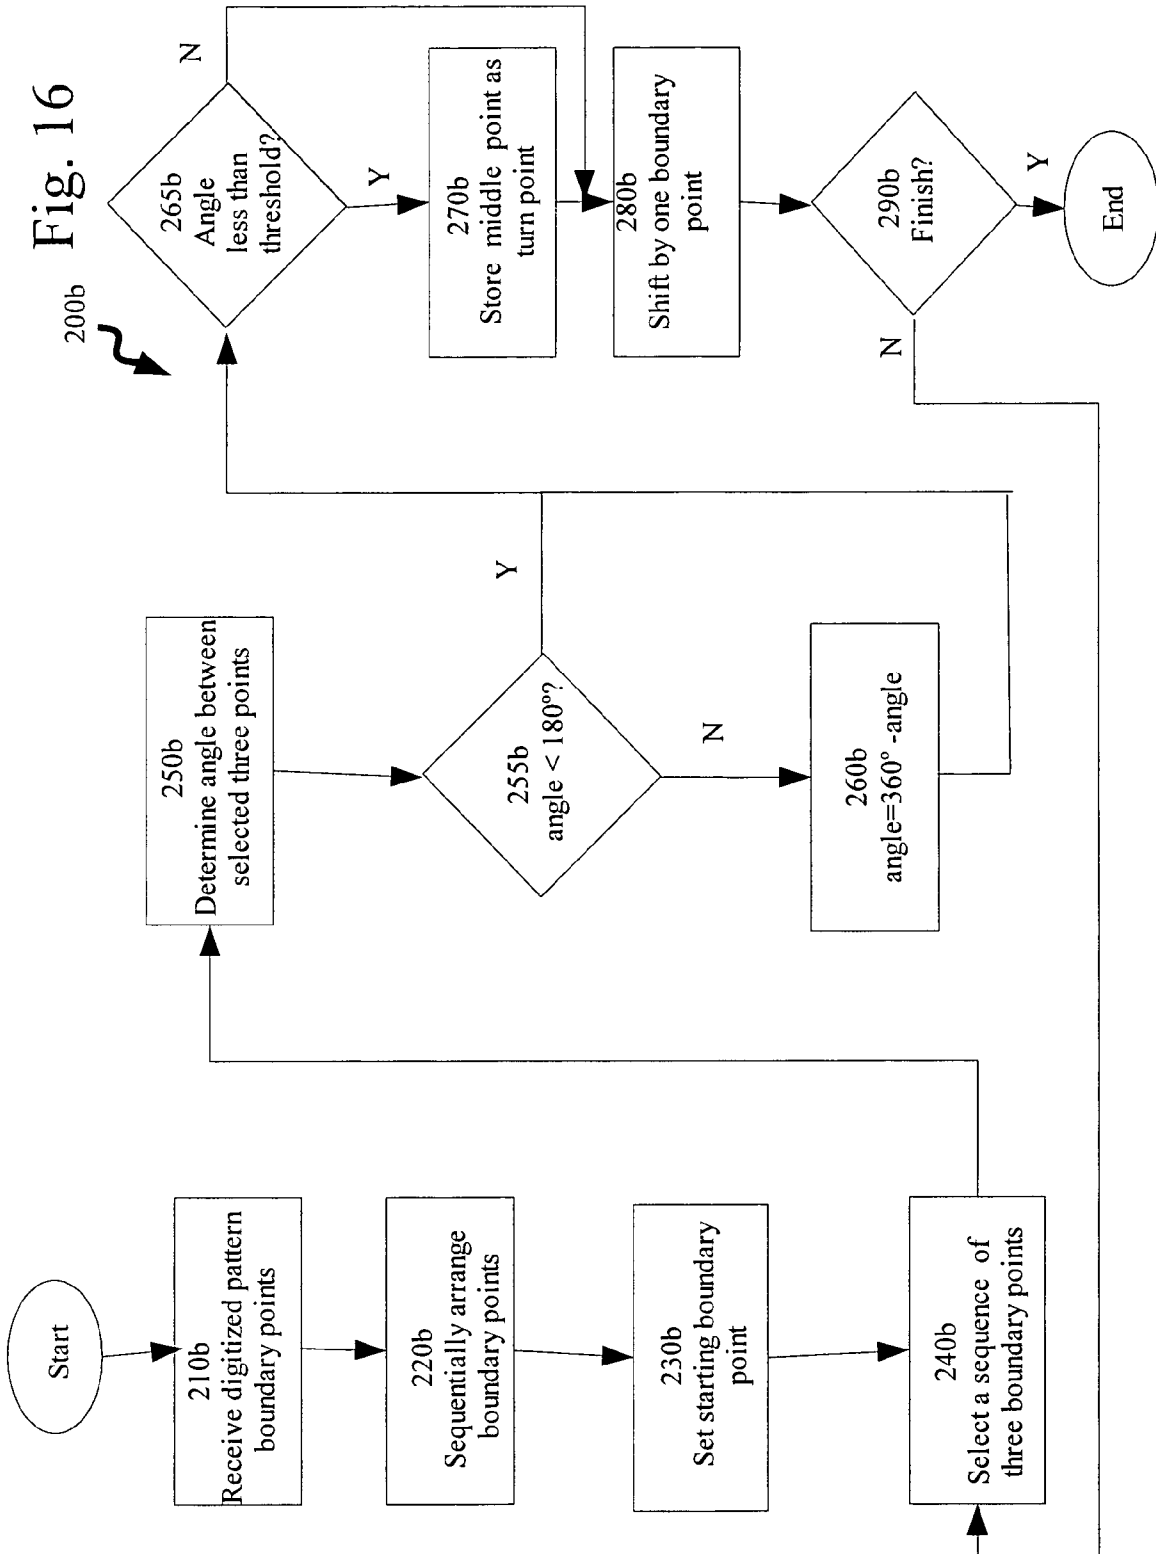 Fig. 16
200b
Start
210b
Receive digitized pattern
boundary points
220b
Sequentially arrange
boundary points
230b
Set starting boundary
point
240b
Select a sequence of
three boundary points
250b
Determine angle between
selected three points
255b
angle < 180°?
Y
N
260b
angle=360° -angle
265b
Angle
less than
threshold?
N
Y
270b
Store middle point as
turn point
280b
Shift by one boundary
point
290b
Finish?
N
Y
End